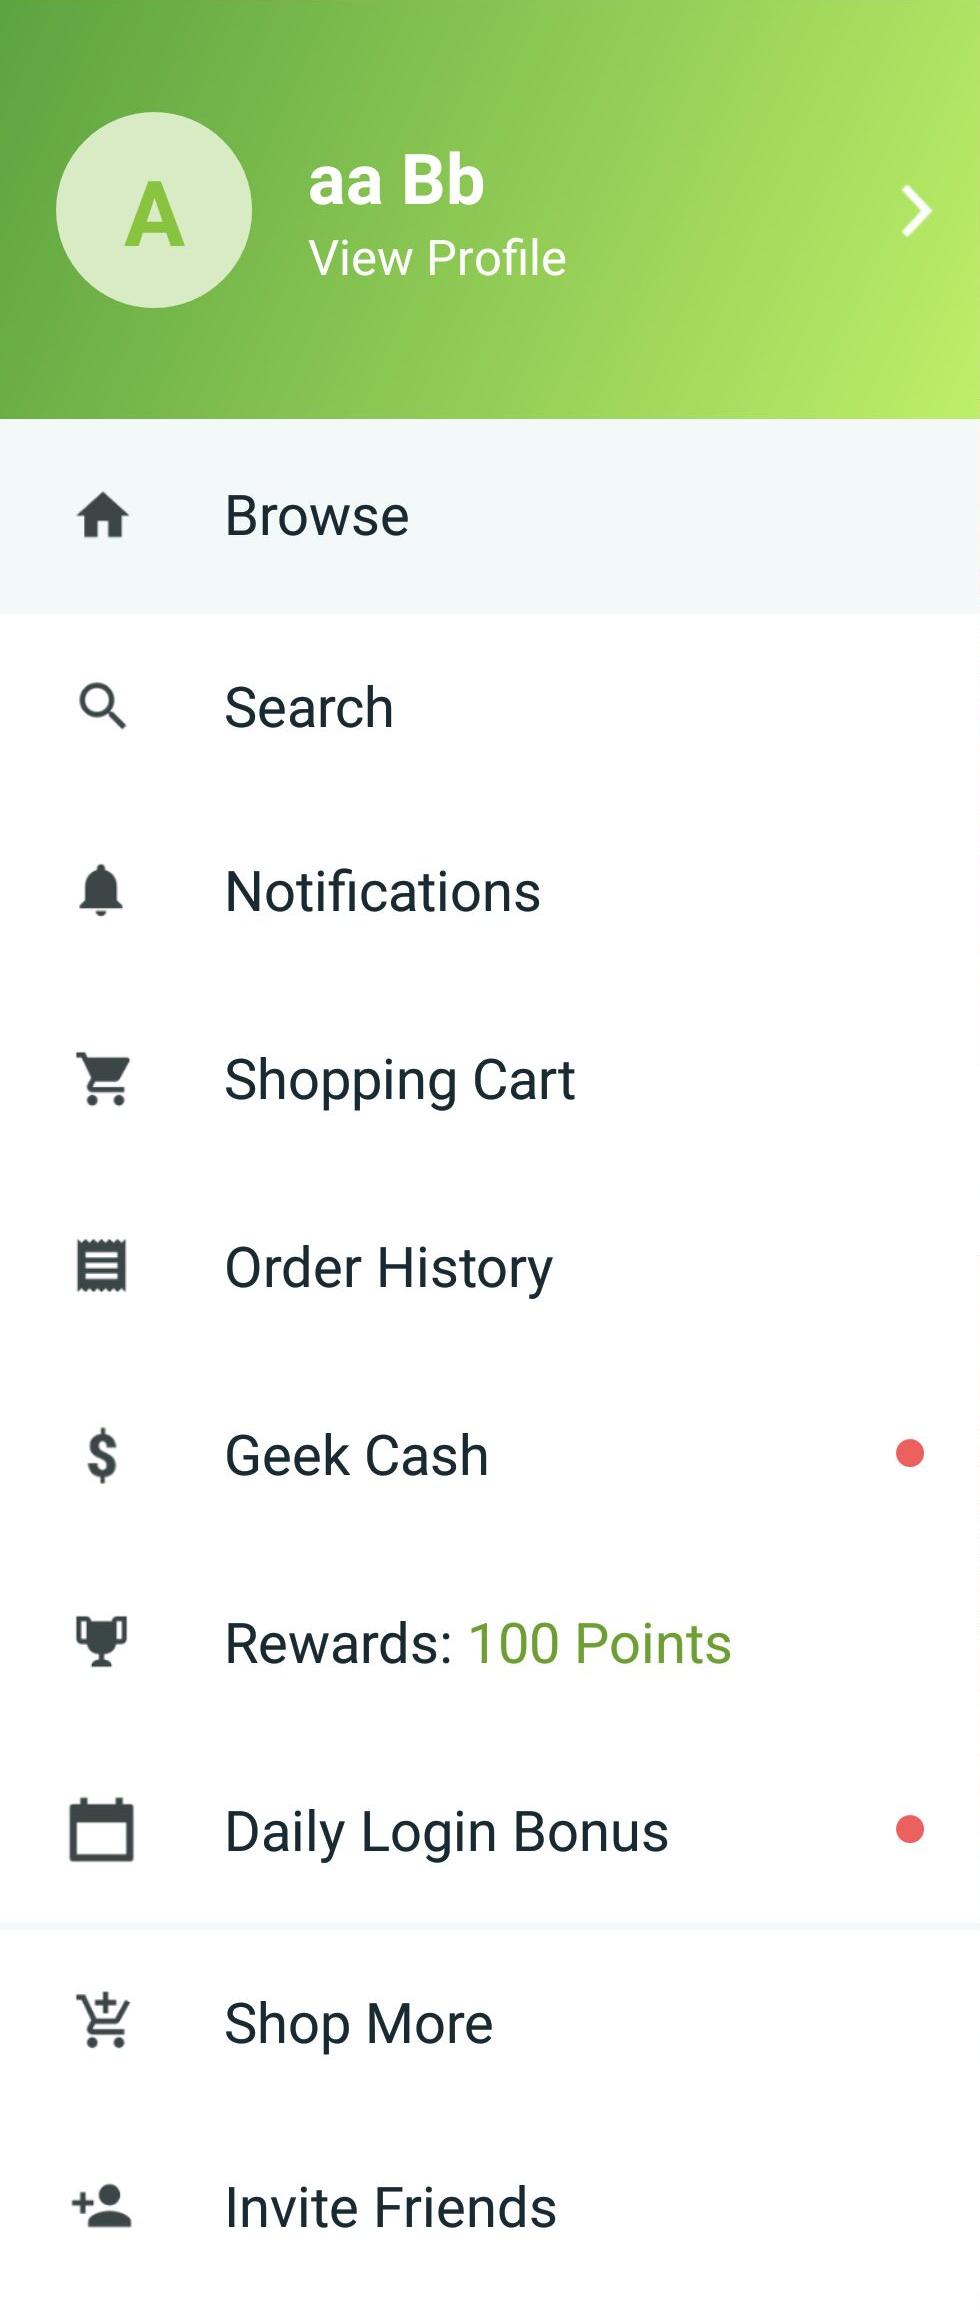 A
aa Bb
View Profile
Browse
Search
Notifications
Shopping Cart
Order History
$ Geek Cash
Rewards: 100 Points
Daily Login Bonus
Shop More
Invite Friends